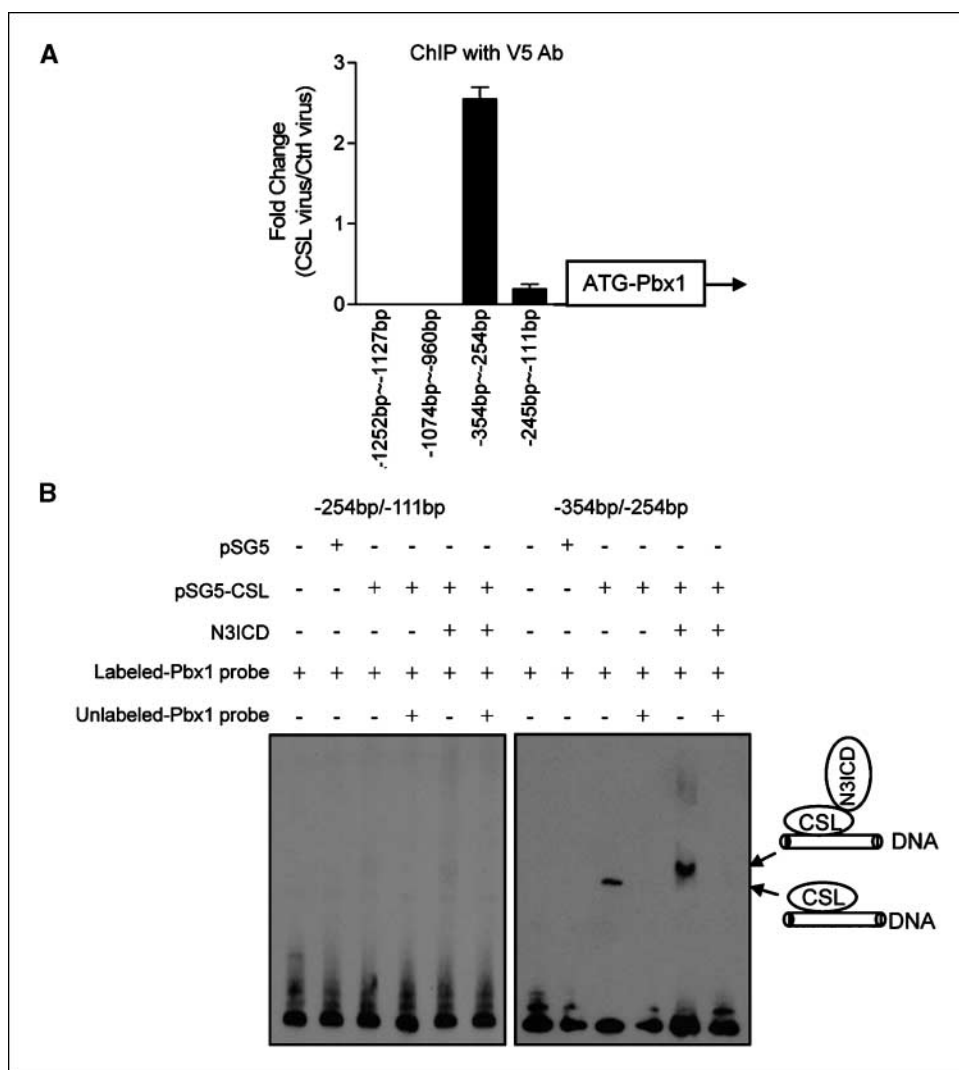 A
ChIP with V5 Ab
Fold Change
(CSL virus/Ctrl virus)
3
2
1
0
ATG-Pbx1
-1252bp~-1127bp
-1074bp~-960bp
-354bp~-254bp
-245bp~-111bp
B
-254bp/-111bp -354bp/-254bp
pSG5 - + - - - - - + - - - -
pSG5-CSL - - + + + + - - + + + +
N3ICD - - - - + + - - - - + +
Labeled-Pbx1 probe + + + + + + + + + + + +
Unlabeled-Pbx1 probe - - - + - + - - - + - +
N3ICD
CSL
DNA
CSL
DNA